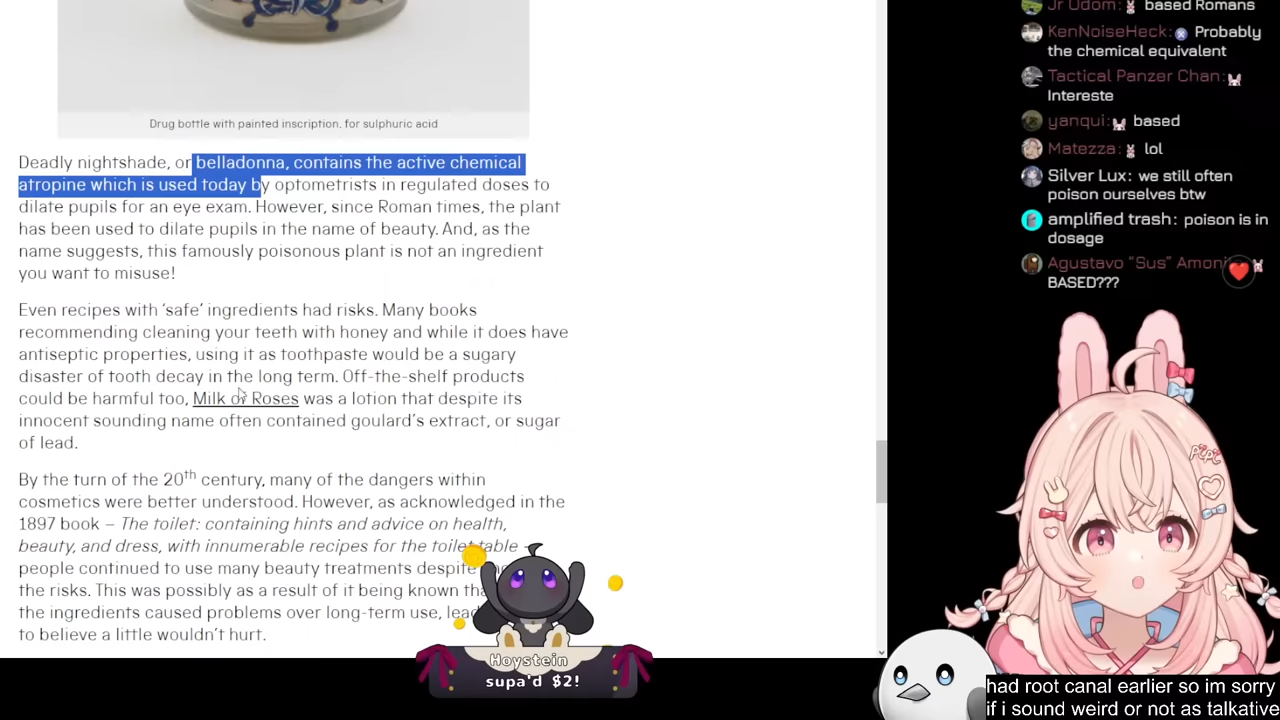 Drug bottle with painted inscription, for sulphuric acid
Deadly nightshade, or belladonna, contains the active chemical
atropine which is used today by optometrists in regulated doses to
dilate pupils for an eye exam. However, since Roman times, the plant
has been used to dilate pupils in the name of beauty. And, as the
name suggests, this famously poisonous plant is not an ingredient
you want to misuse!
Even recipes with ‘safe’ ingredients had risks. Many books
recommending cleaning your teeth with honey and while it does have
antiseptic properties, using it as toothpaste would be a sugary
disaster of tooth decay in the long term. Off-the-shelf products
could be harmful too, Milk of Roses was a lotion that despite its
innocent sounding name often contained goulard’s extract, or sugar
of lead.
By the turn of the 20th century, many of the dangers within
cosmetics were better understood. However, as acknowledged in the
1897 book – The toilet: containing hints and advice on health,
beauty, and dress, with innumerable recipes for the toilet table
people continued to use many beauty treatments despite
the risks. This was possibly as a result of it being known
the ingredients caused problems over long-term use,
to believe a little wouldn’t hurt.
Hoystein
supa'd $2!
Jr Odom: based Romans
KenNoiseHeck: Probably
the chemical equivalent
Tactical Panzer Chan:
Intereste
yanqui: based
Matezza: lol
Silver Lux: we still often
poison ourselves btw
amplified trash: poison is in
dosage
Agustavo "Sus" Amoni
BASED???
PiPi
had root canal earlier so im sorry
if i sound weird or not as talkative